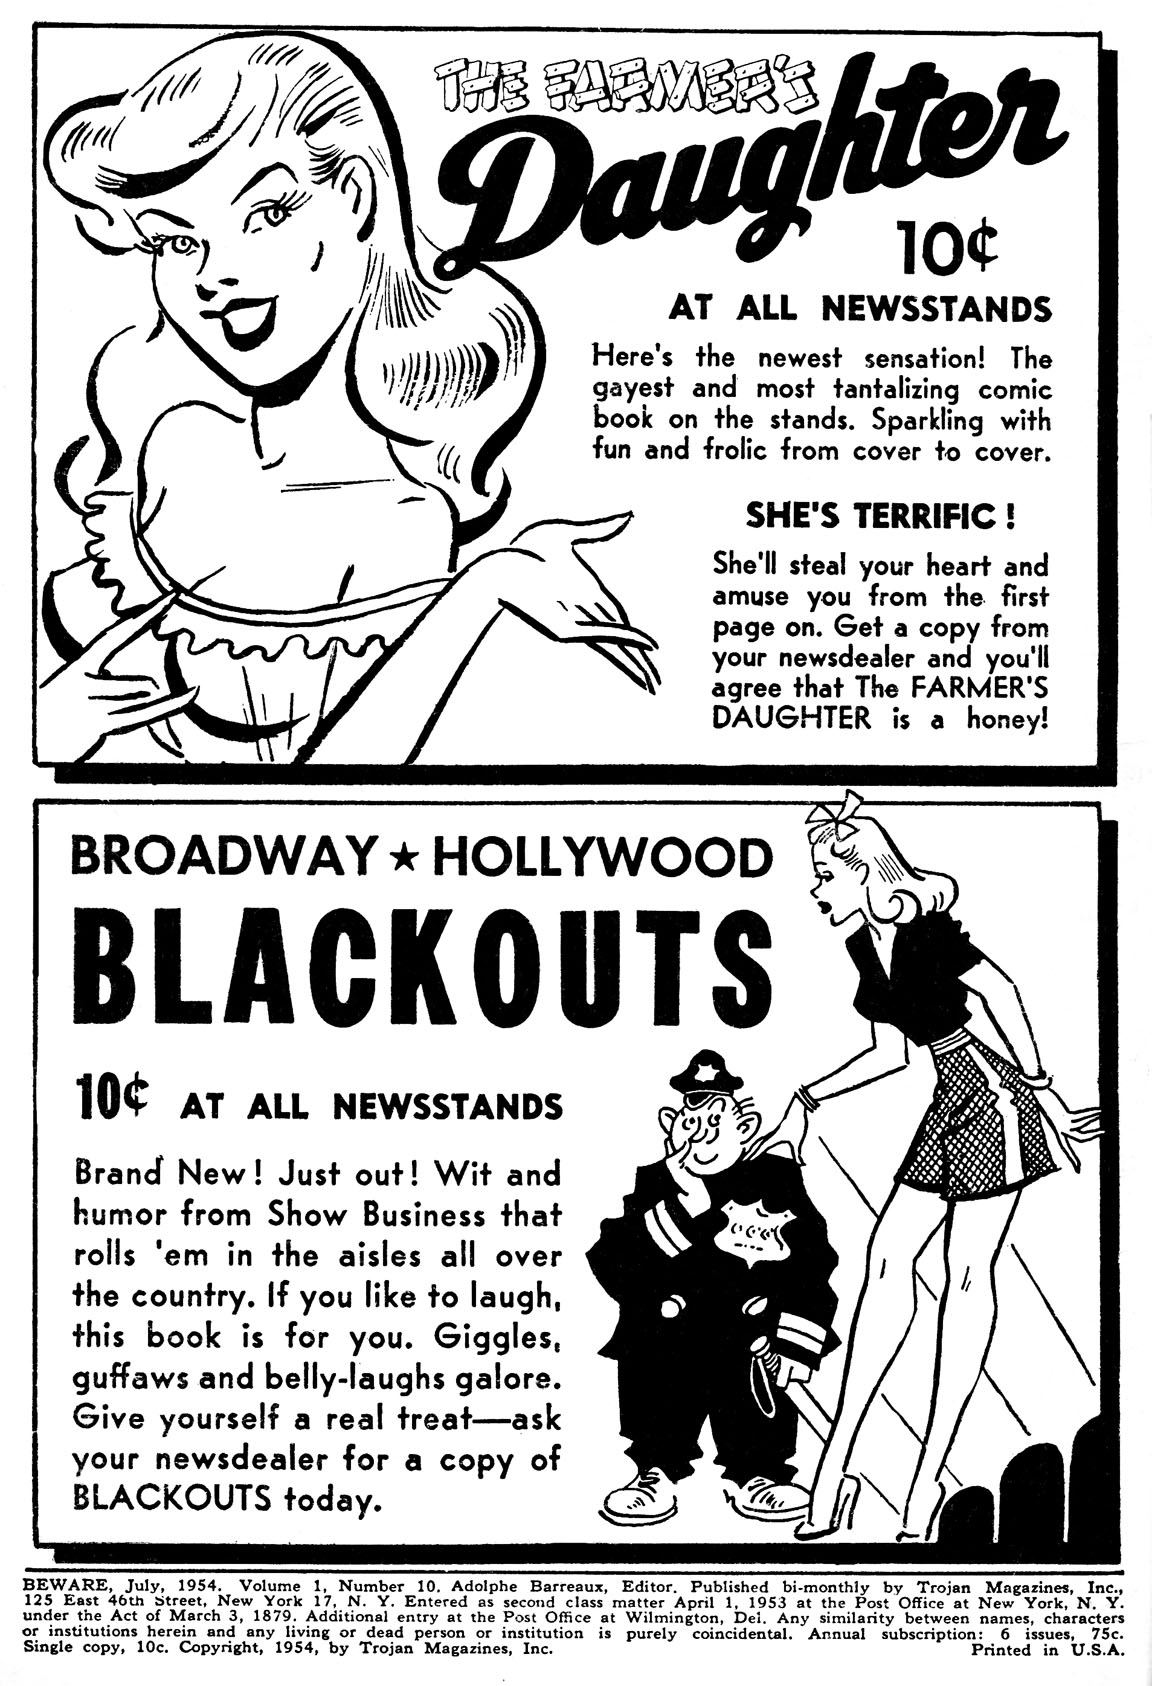 THE FARMER'S
Daughter
10¢
AT ALL NEWSSTANDS
Here's the newest sensation! The
gayest and most tantalizing comic
book on the stands. Sparkling with
fun and frolic from cover to cover.
SHE'S TERRIFIC!
She'll steal your heart and
amuse you from the first
page on. Get a copy from
your newsdealer and you'll
agree that The FARMER'S
DAUGHTER is a honey!
BROADWAY ★ HOLLYWOOD
BLACKOUTS
10¢ AT ALL NEWSSTANDS
Brand New! Just out! Wit and
humor from Show Business that
rolls 'em in the aisles all over
the country. If you like to laugh,
this book is for you. Giggles,
guffaws and belly-laughs galore.
Give yourself a real treat—ask
your newsdealer for a copy of
BLACKOUTS today.
BEWARE, July, 1954. Volume 1, Number 10. Adolphe Barreaux, Editor. Published bi-monthly by Trojan Magazines, Inc.,
125 East 46th Street, New York 17, N. Y. Entered as second class matter April 1, 1953 at the Post Office at New York, N. Y.
under the Act of March 3, 1879. Additional entry at the Post Office at Wilmington, Del. Any similarity between names, characters
or institutions herein and any living or dead person or institution is purely coincidental. Annual subscription: 6 issues, 75c.
Single copy, 10c. Copyright, 1954, by Trojan Magazines, Inc. Printed in U.S.A.